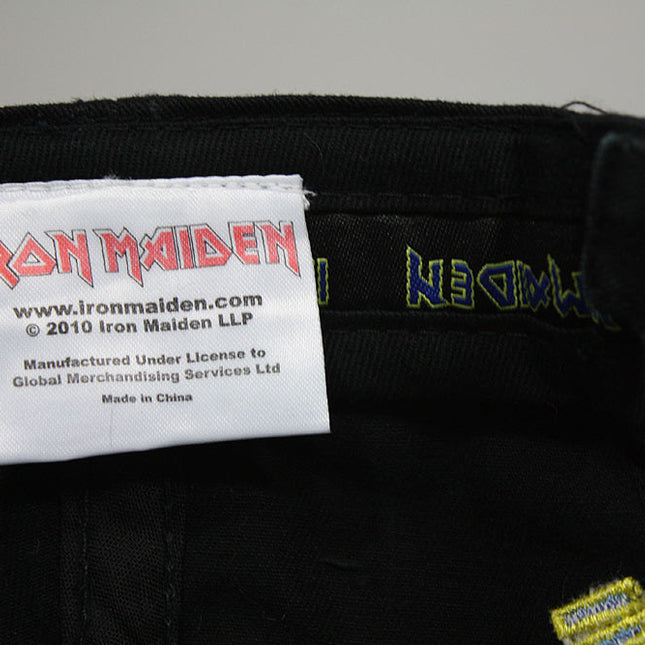 IRON MAIDEN
www.ironmaiden.com
© 2010 Iron Maiden LLP
Manufactured Under License to
Global Merchandising Services Ltd
Made in China
MAIDEN